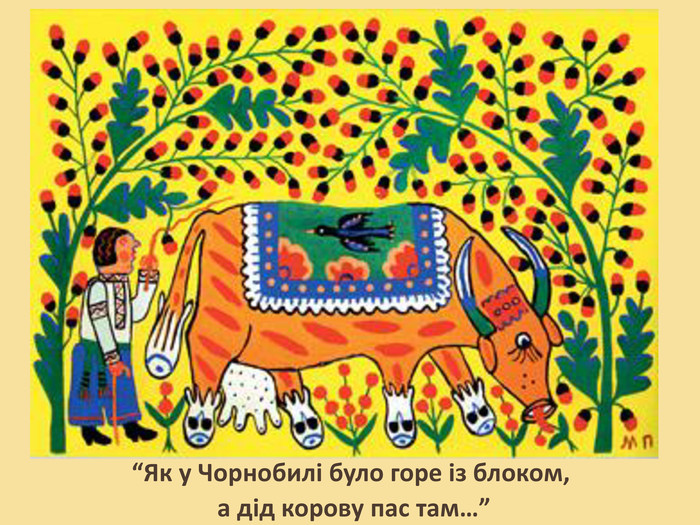 М П
“Як у Чорнобилі було горе із блоком,
а дід корову пас там…”